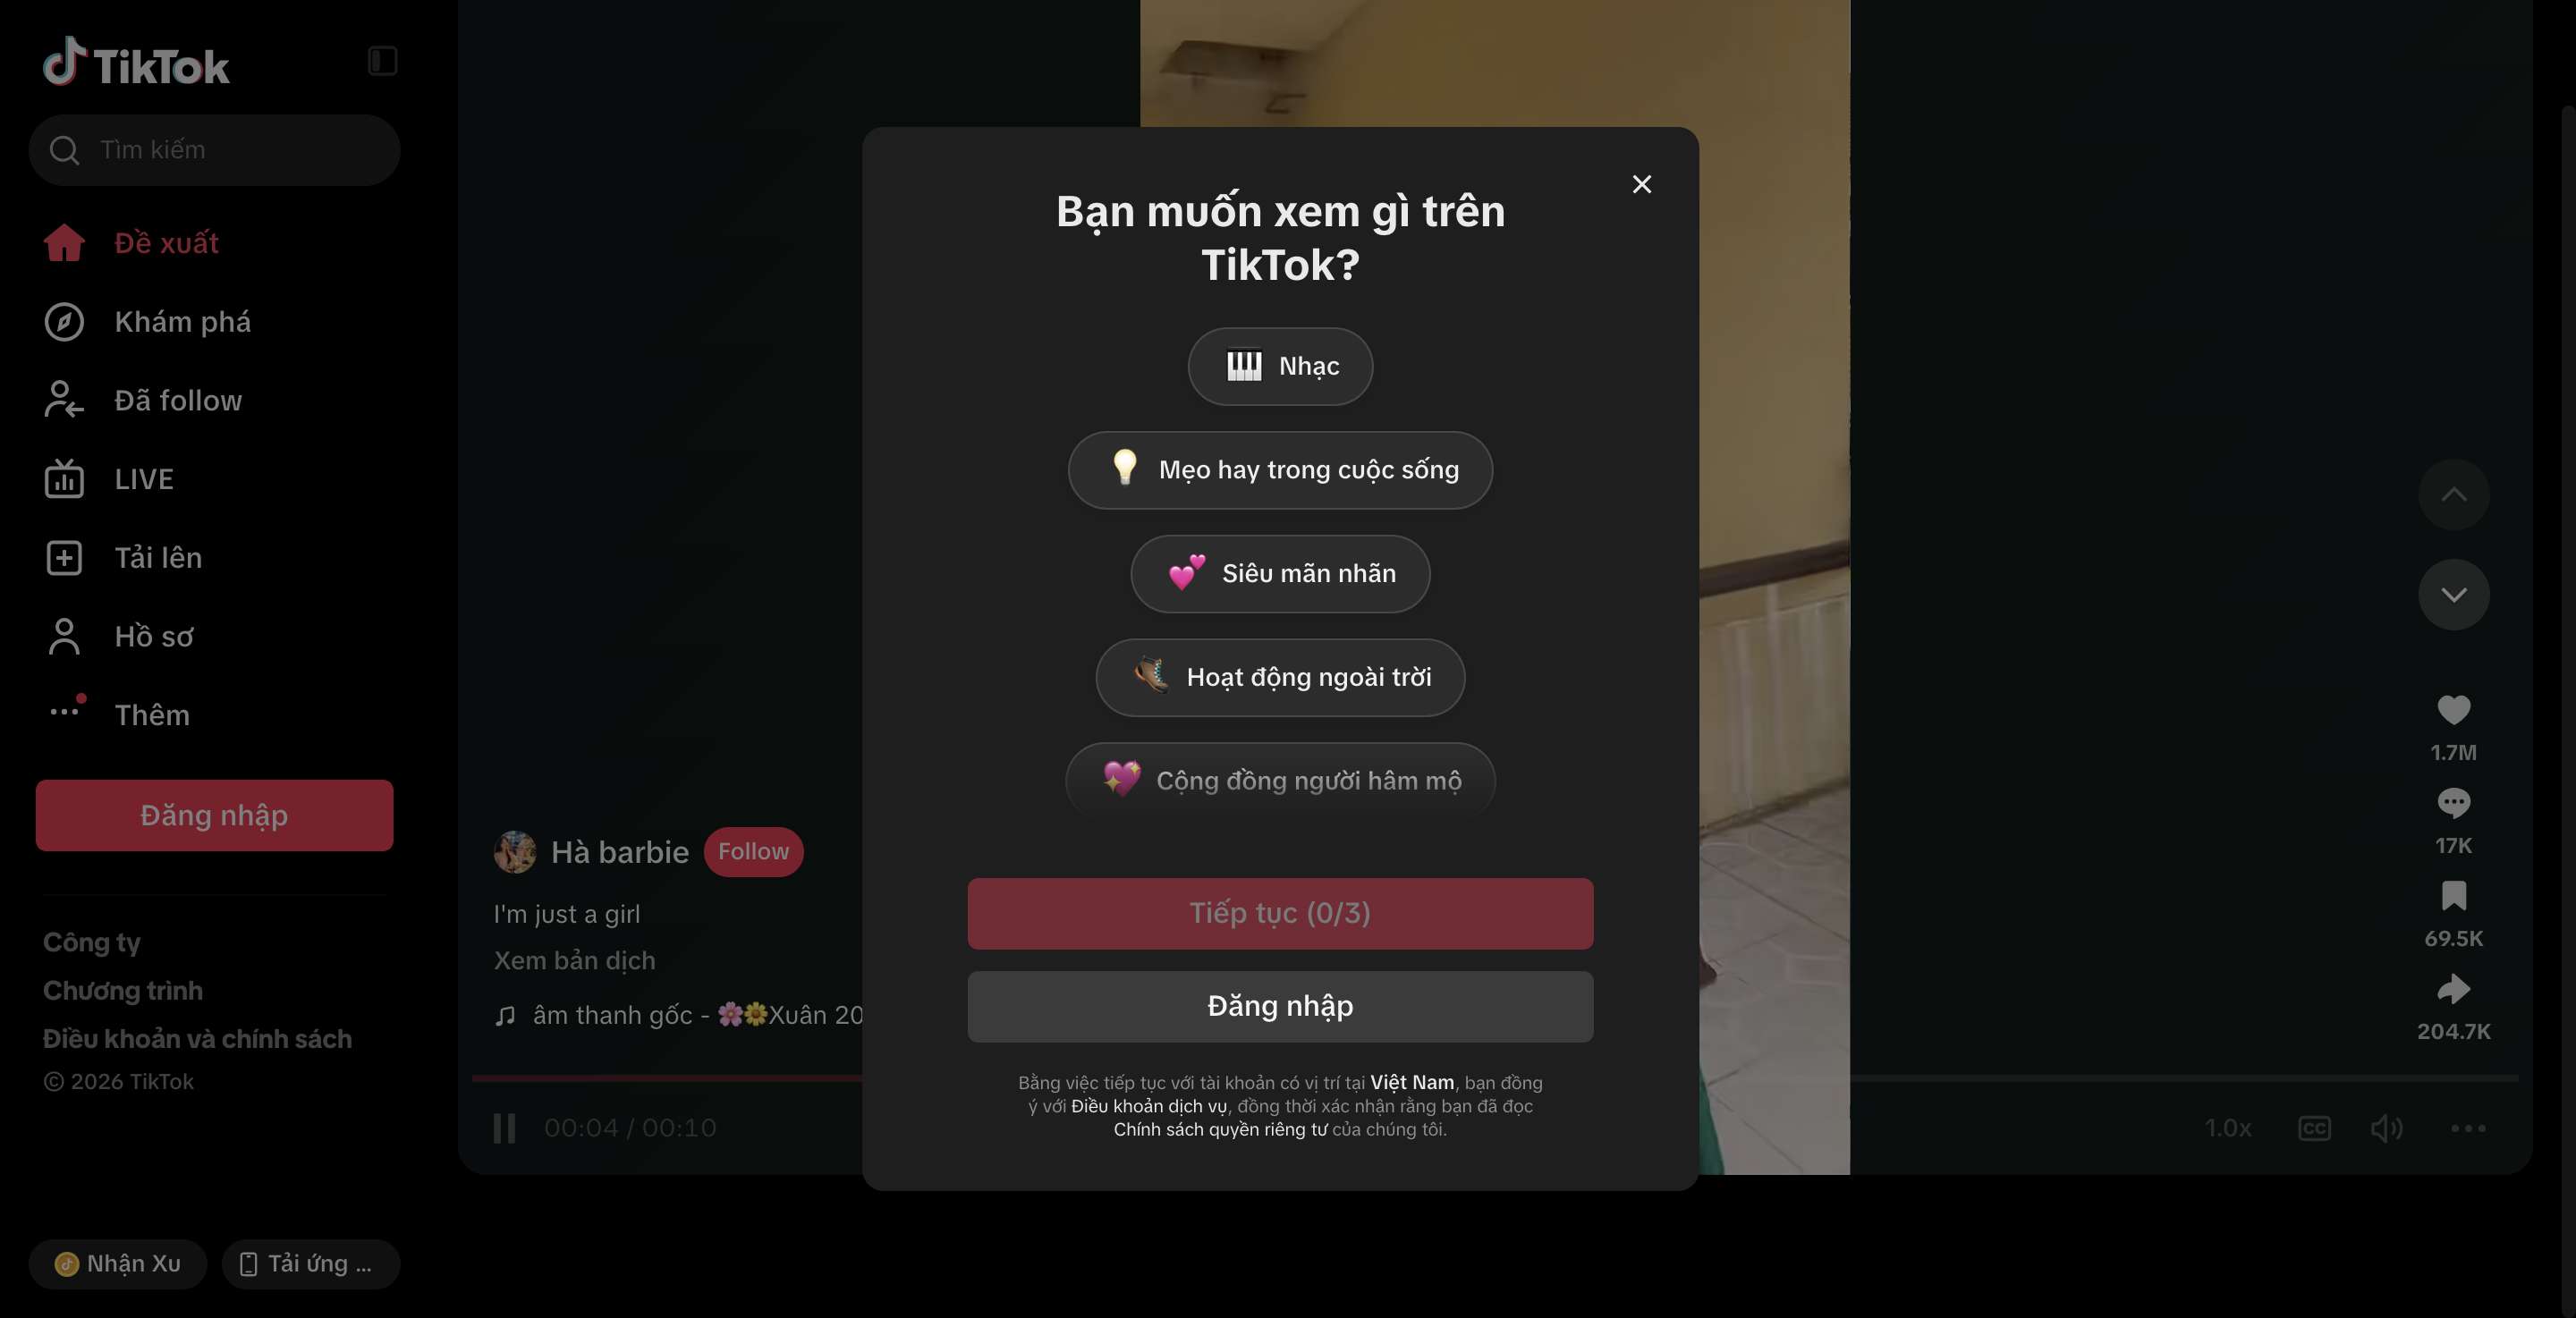 TikTok
Tìm kiếm
Đề xuất
Khám phá
Đã follow
LIVE
Tải lên
Hồ sơ
Thêm
Đăng nhập
Công ty
Chương trình
Điều khoản và chính sách
© 2026 TikTok
Nhận Xu
Tải ứng ...
Hà barbie
Follow
I'm just a girl
Xem bản dịch
âm thanh gốc - 🌸🌼Xuân 20
00:04 / 00:10
Bạn muốn xem gì trên
TikTok?
Nhạc
Mẹo hay trong cuộc sống
Siêu mãn nhãn
Hoạt động ngoài trời
Cộng đồng người hâm mộ
Tiếp tục (0/3)
Đăng nhập
Bằng việc tiếp tục với tài khoản có vị trí tại Việt Nam, bạn đồng
ý với Điều khoản dịch vụ, đồng thời xác nhận rằng bạn đã đọc
Chính sách quyền riêng tư của chúng tôi.
1.7M
17K
69.5K
204.7K
1.0x
CC